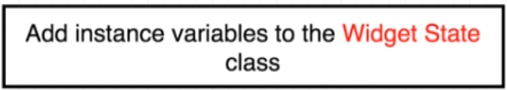 Add instance variables to the Widget State
class